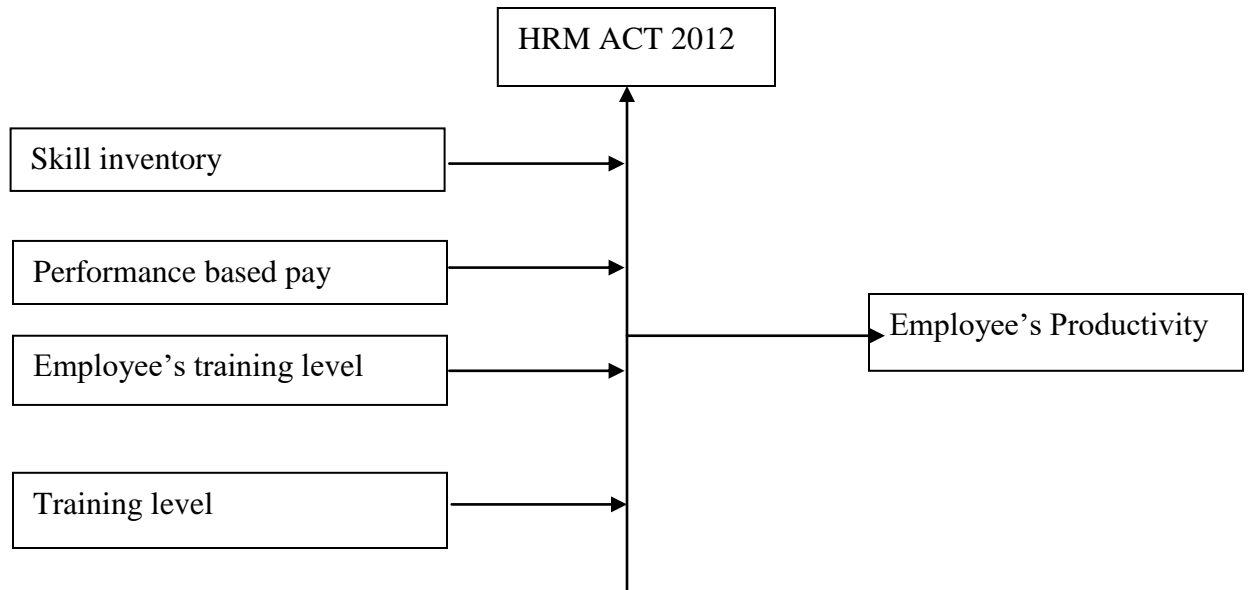 HRM ACT 2012
Skill inventory
Performance based pay
Employee’s Productivity
Employee’s training level
Training level